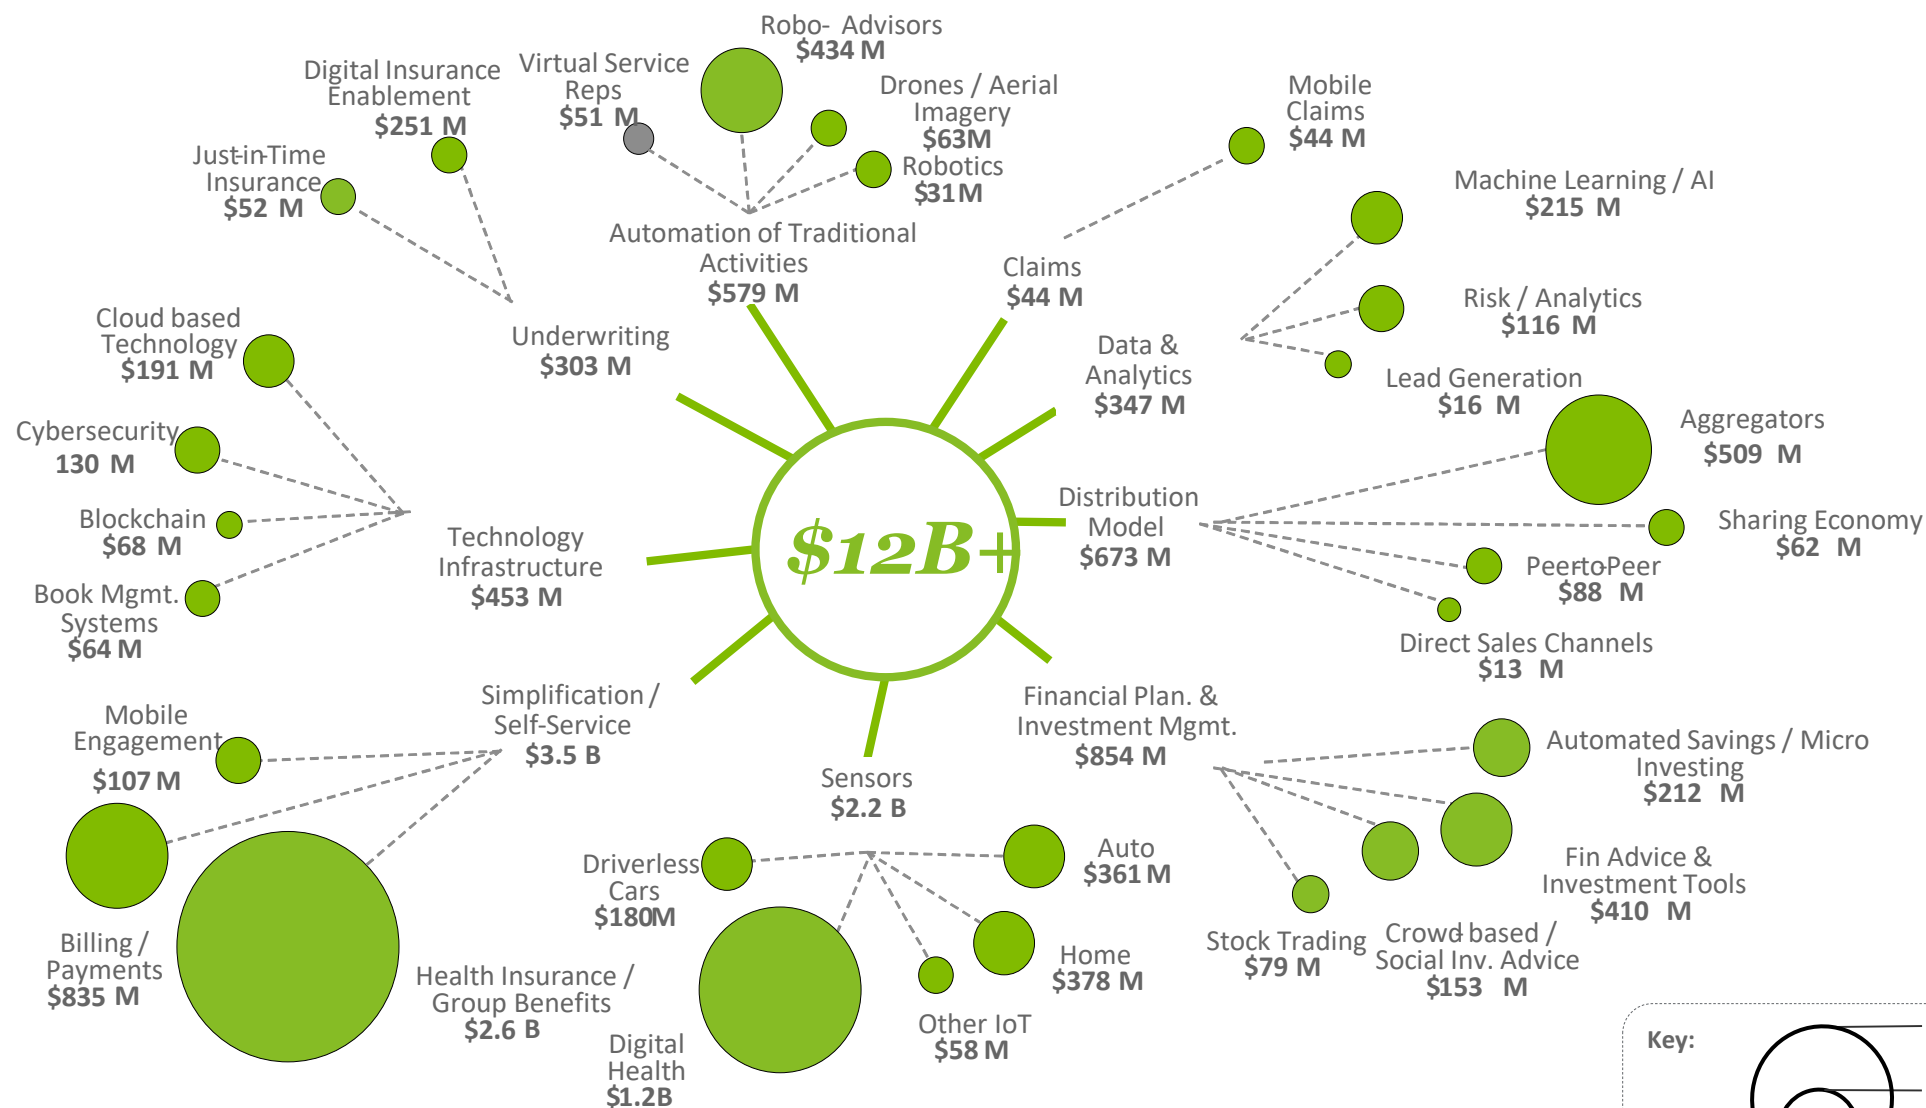 Robo- Advisors
$434 M
Virtual Service
Reps
$51 M
Digital Insurance
Enablement
$251 M
Drones / Aerial
Imagery
$63M
Robotics
$31M
Mobile
Claims
$44 M
Just-in-Time
Insurance
$52 M
Machine Learning / AI
$215 M
Automation of Traditional
Activities
$579 M
Claims
$44 M
Risk / Analytics
$116 M
Cloud based
Technology
$191 M
Underwriting
$303 M
Data &
Analytics
$347 M
Lead Generation
$16 M
Aggregators
$509 M
Cybersecurity
130 M
Blockchain
$68 M
Book Mgmt.
Systems
$64 M
Technology
Infrastructure
$453 M
$12B+
Distribution
Model
$673 M
Sharing Economy
$62 M
Peer-to-Peer
$88 M
Direct Sales Channels
$13 M
Mobile
Engagement
$107 M
Simplification /
Self-Service
$3.5 B
Sensors
$2.2 B
Financial Plan. &
Investment Mgmt.
$854 M
Automated Savings / Micro
Investing
$212 M
Driverless
Cars
$180M
Auto
$361 M
Fin Advice &
Investment Tools
$410 M
Billing /
Payments
$835 M
Health Insurance /
Group Benefits
$2.6 B
Digital
Health
$1.2B
Other IoT
$58 M
Home
$378 M
Stock Trading
$79 M
Crowd-based /
Social Inv. Advice
$153 M
Key: